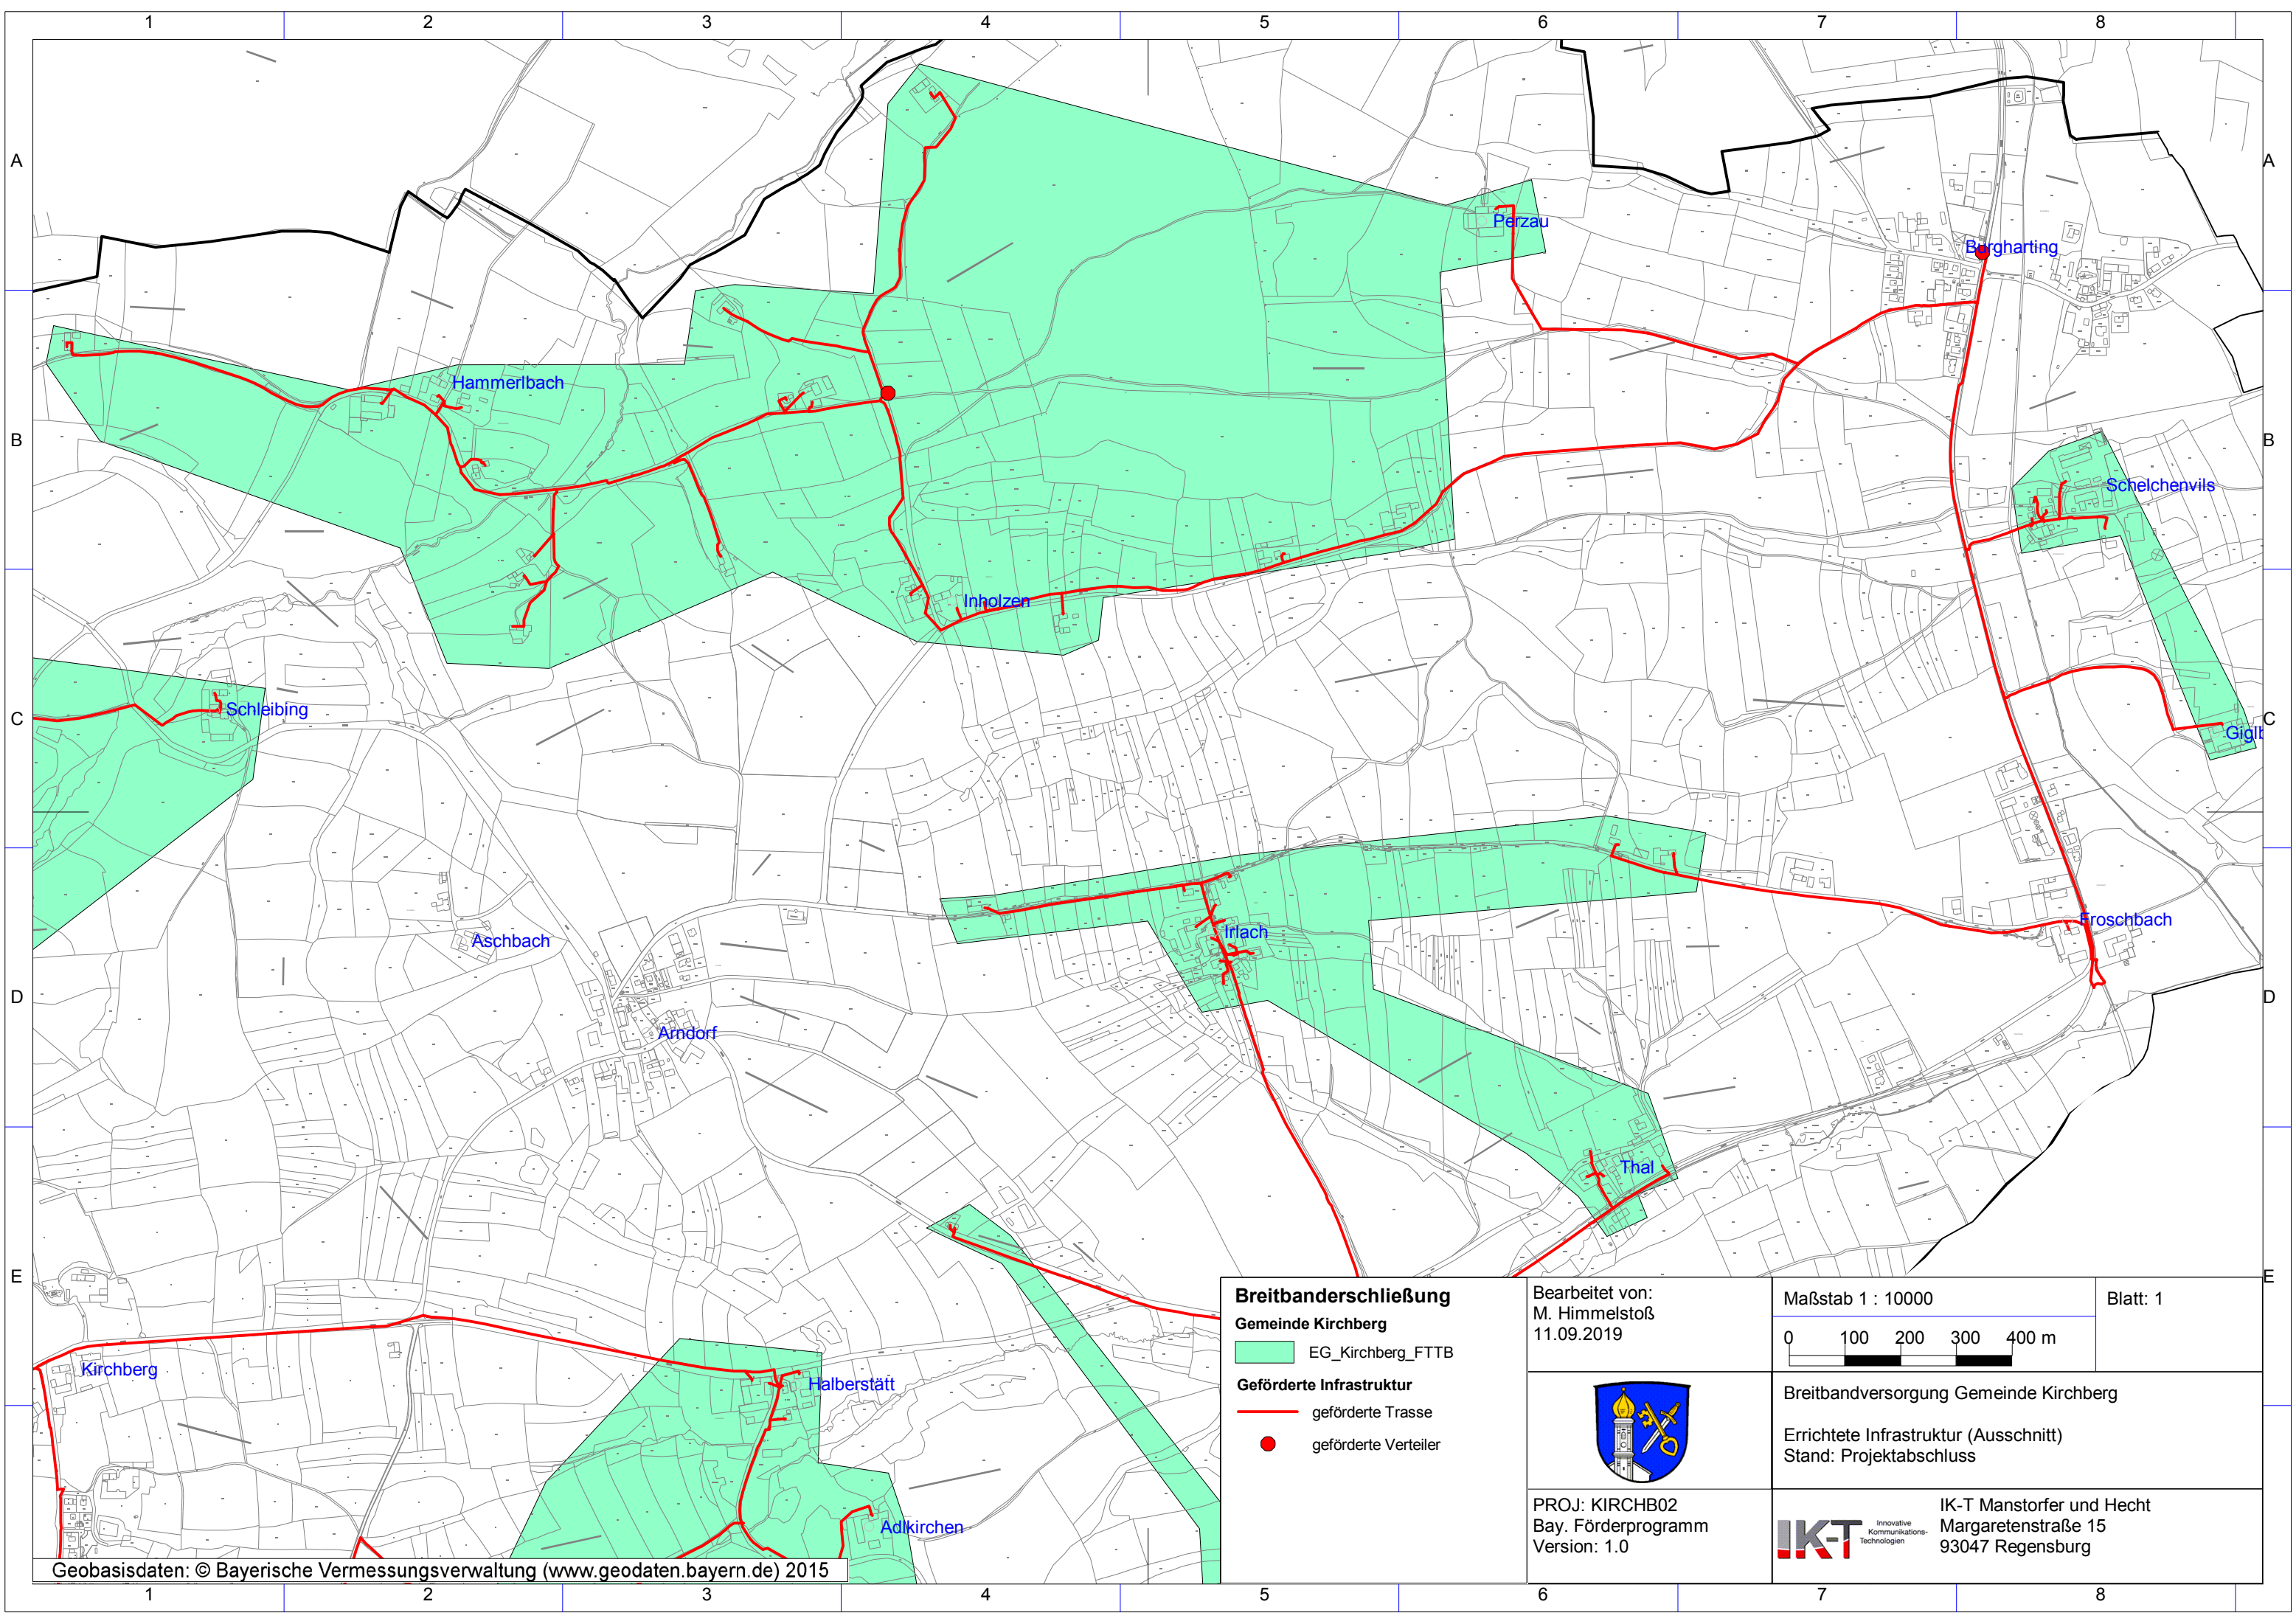 1 2 3 4 5 6 7 8
A A
Perzau
Burgharting
Hammerlbach
B B
Schelchenvils
Inholzen
Schleibing
C C
Giglb
Froschbach
Irlach
Aschbach
D D
Arndorf
Thal
E E
Kirchberg
Halberstätt
Adlkirchen
Breitbanderschließung
Gemeinde Kirchberg
EG_Kirchberg_FTTB
Geförderte Infrastruktur
geförderte Trasse
geförderte Verteiler
Bearbeitet von:
M. Himmelstoß
11.09.2019
Maßstab 1 : 10000
0 100 200 300 400 m
Blatt: 1
Breitbandversorgung Gemeinde Kirchberg
Errichtete Infrastruktur (Ausschnitt)
Stand: Projektabschluss
PROJ: KIRCHB02
Bay. Förderprogramm
Version: 1.0
IK-T
Innovative
Kommunikations-
Technologien
IK-T Manstorfer und Hecht
Margaretenstraße 15
93047 Regensburg
Geobasisdaten: © Bayerische Vermessungsverwaltung (www.geodaten.bayern.de) 2015
1 2 3 4 5 6 7 8